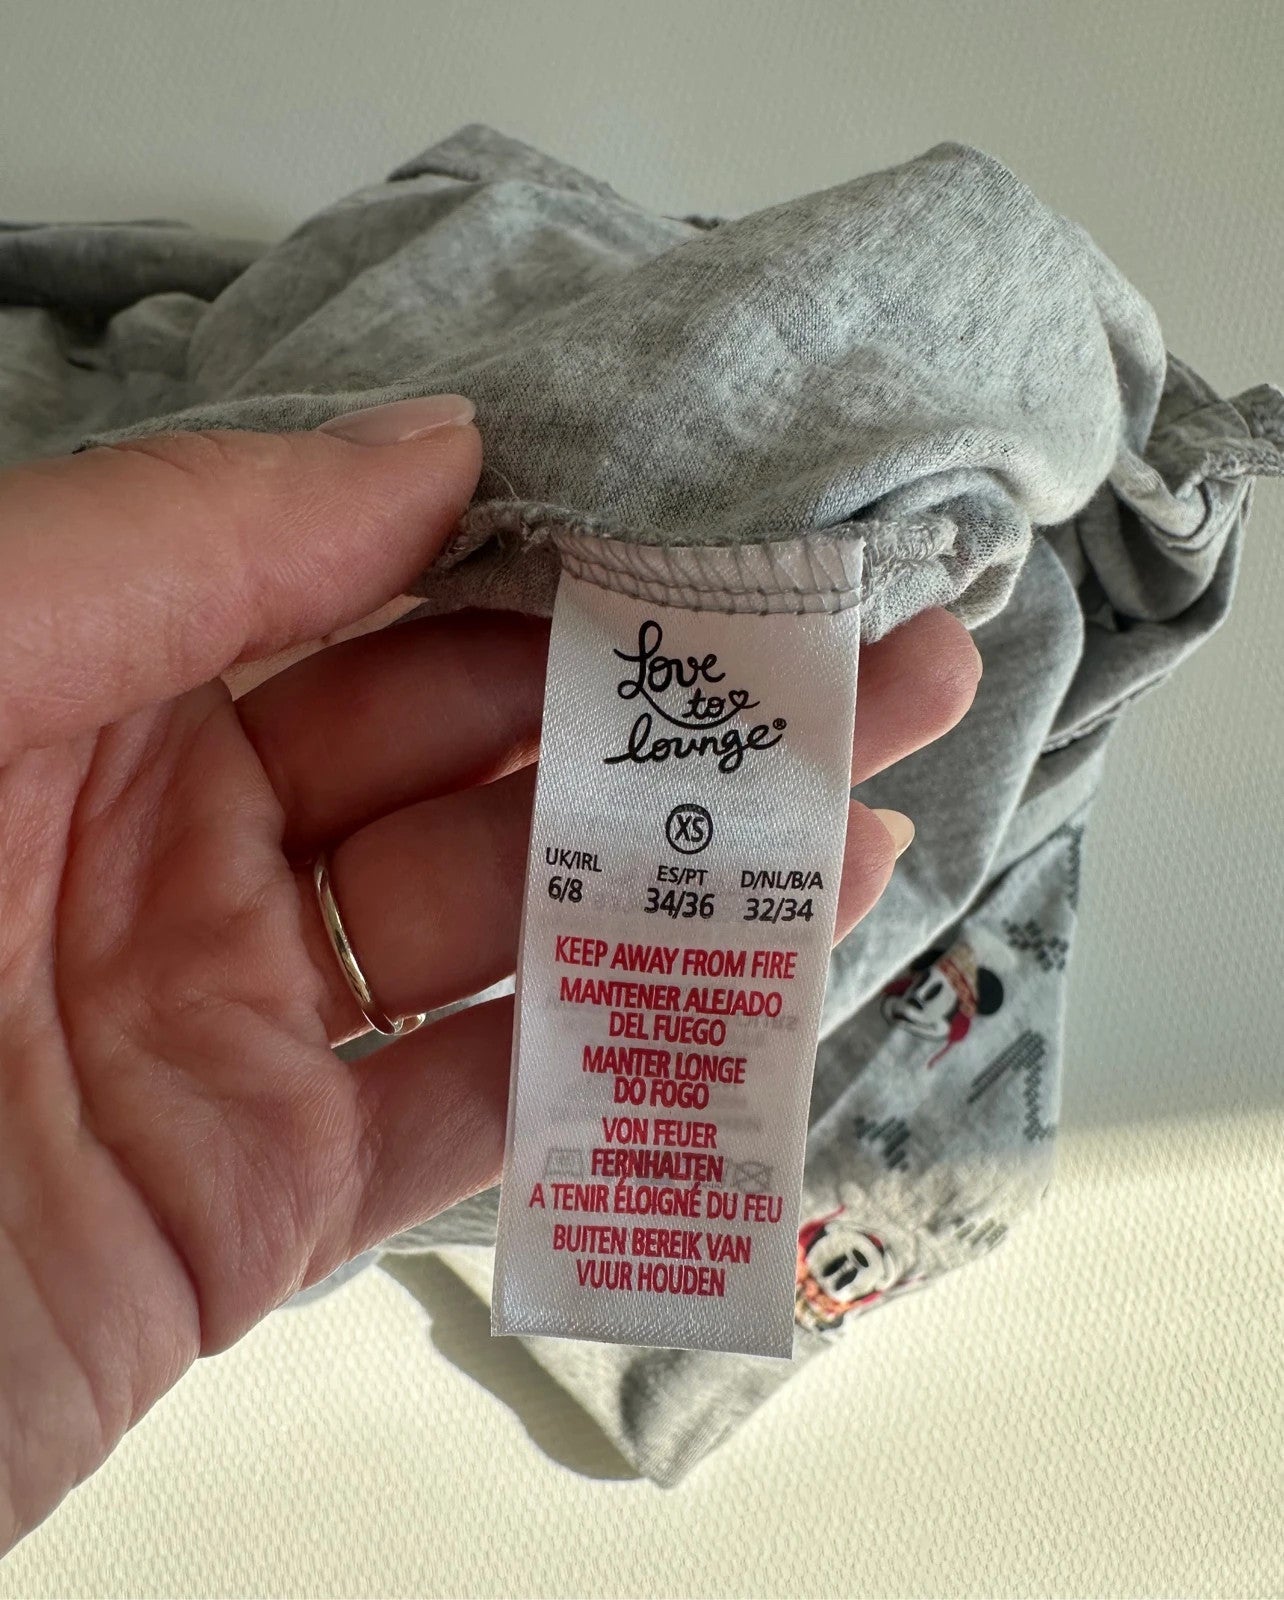 Love
to
lounge®
XS
UK/IRL ES/PT D/NL/B/A
6/8 34/36 32/34
KEEP AWAY FROM FIRE
MANTENER ALEJADO
DEL FUEGO
MANTER LONGE
DO FOGO
VON FEUER
FERNHALTEN
A TENIR ÉLOIGNÉ DU FEU
BUITEN BEREIK VAN
VUUR HOUDEN